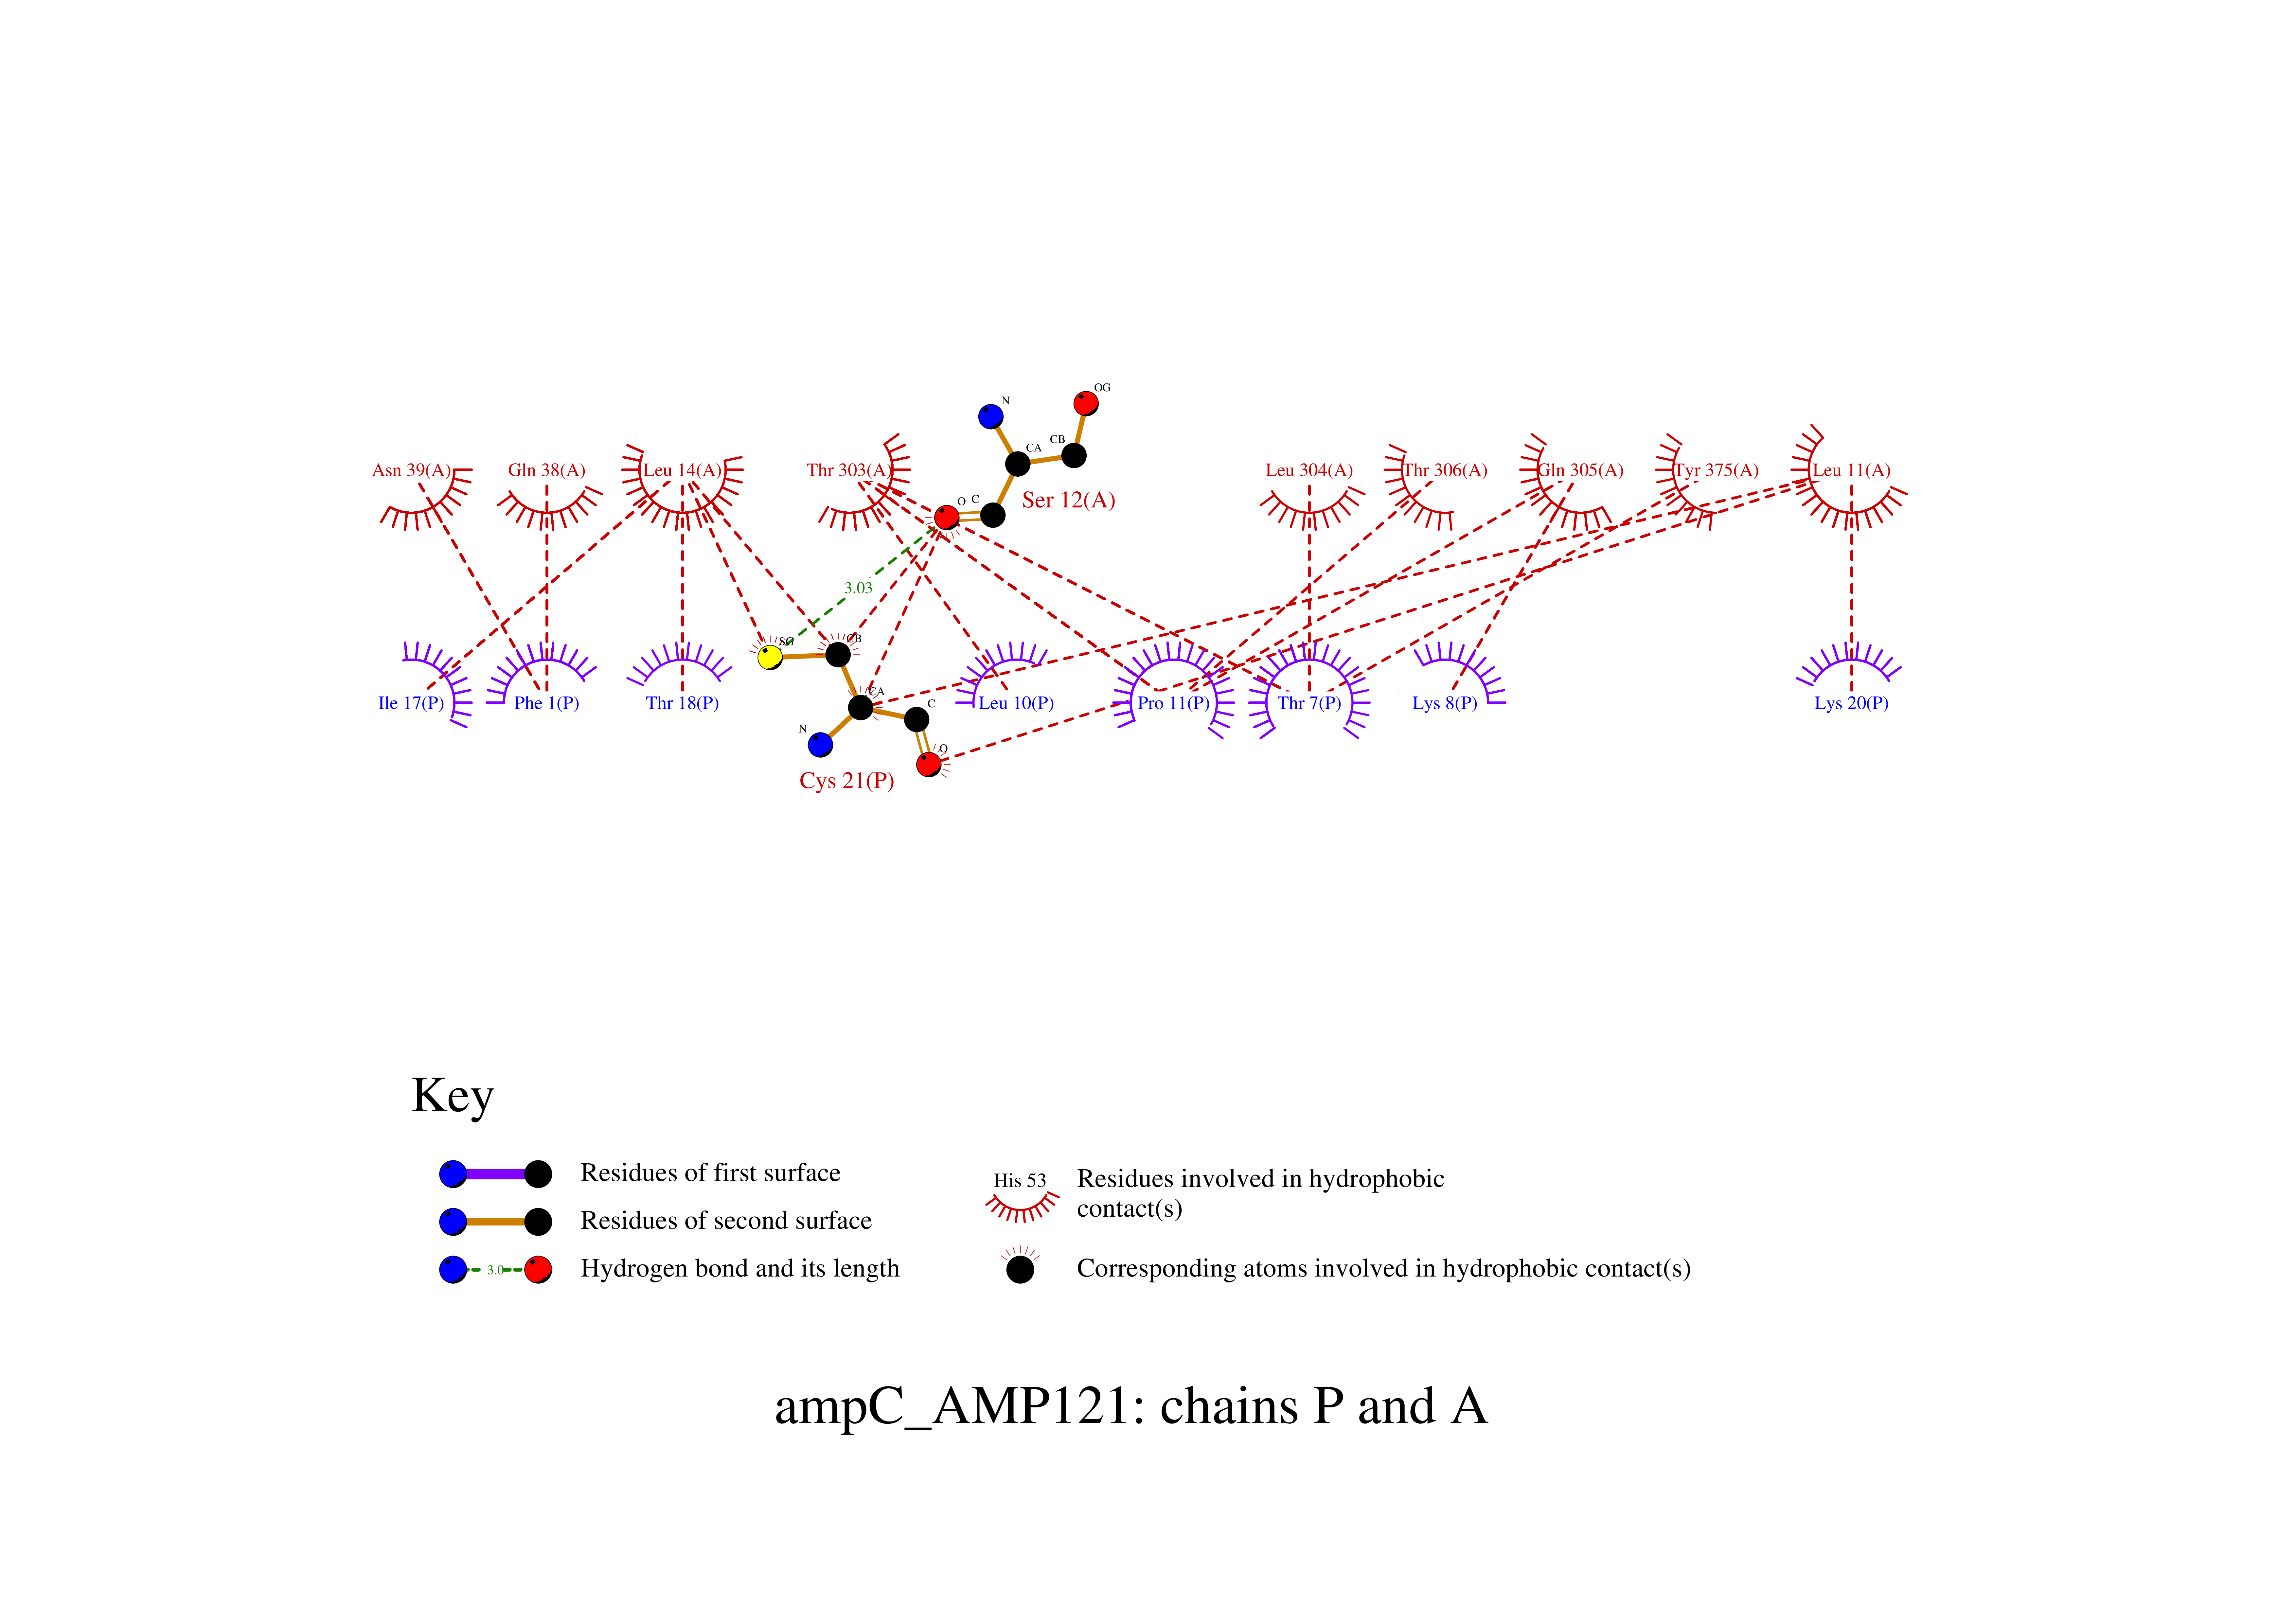 OG
N
CB
CA
Asn 39(A)
Gln 38(A)
Leu 14(A)
Thr 303(A)
Leu 304(A)
Thr 306(A)
Gln 305(A)
Tyr 375(A)
Leu 11(A)
O
C
Ser 12(A)
3.03
SG
CB
CA
C
N
O
Ile 17(P)
Phe 1(P)
Thr 18(P)
Leu 10(P)
Pro 11(P)
Thr 7(P)
Lys 8(P)
Lys 20(P)
Cys 21(P)
Key
Residues of first surface
Residues of second surface
3.0
Hydrogen bond and its length
His 53
Residues involved in hydrophobic
contact(s)
Corresponding atoms involved in hydrophobic contact(s)
ampC_AMP121: chains P and A